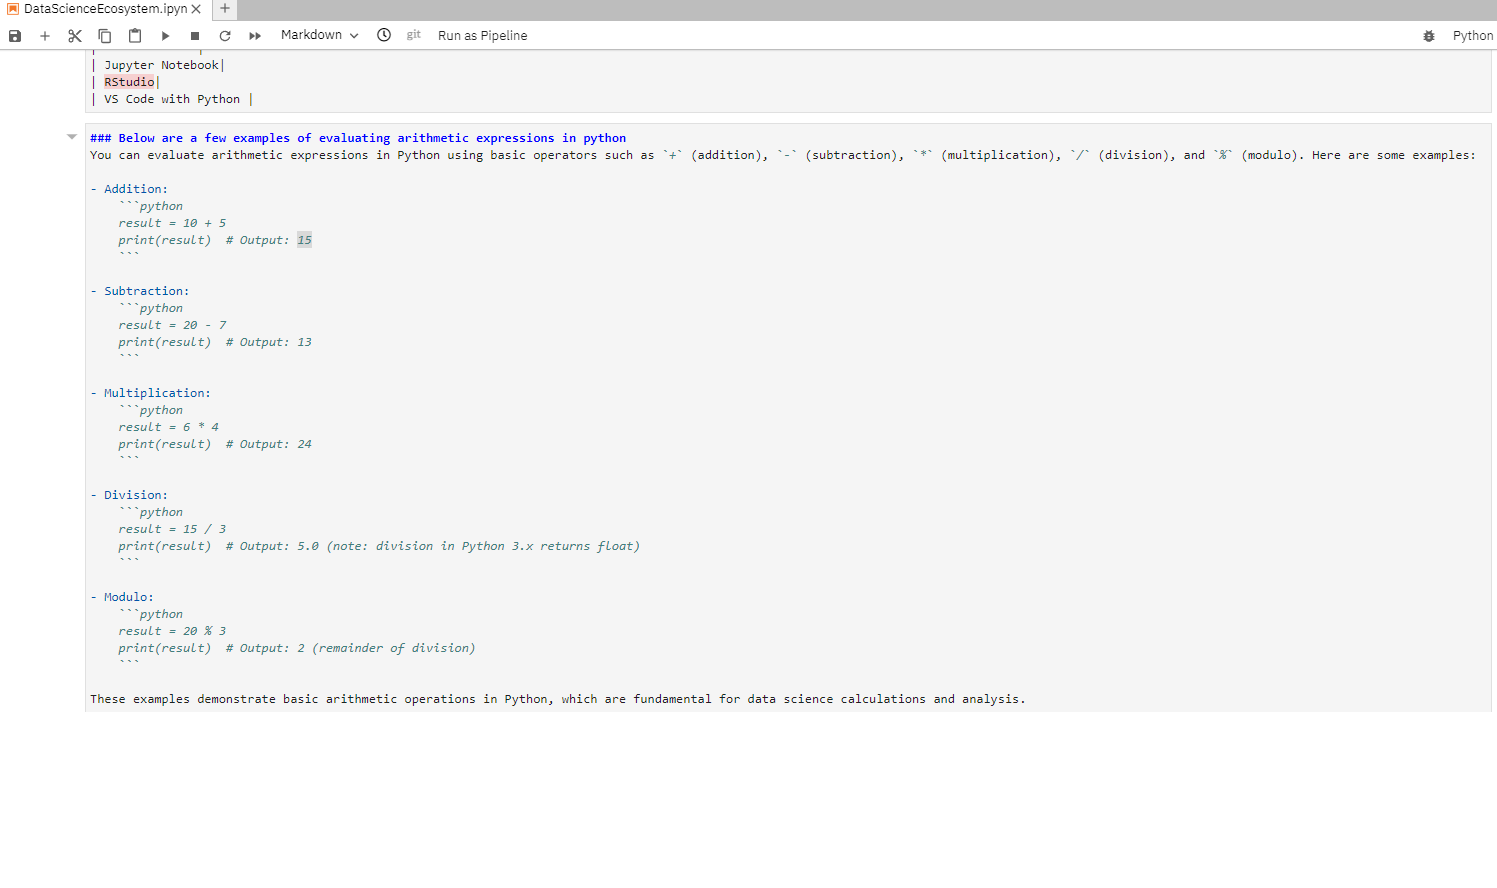 DataScienceEcosystem.ipyn
Markdown git Run as Pipeline Python
| Jupyter Notebook|
| RStudio|
| VS Code with Python |
### Below are a few examples of evaluating arithmetic expressions in python
You can evaluate arithmetic expressions in Python using basic operators such as `+` (addition), `-` (subtraction), `*` (multiplication), `/` (division), and `%` (modulo). Here are some examples:
- Addition:
```python
result = 10 + 5
print(result)  # Output: 15
```
- Subtraction:
```python
result = 20 - 7
print(result)  # Output: 13
```
- Multiplication:
```python
result = 6 * 4
print(result)  # Output: 24
```
- Division:
```python
result = 15 / 3
print(result)  # Output: 5.0 (note: division in Python 3.x returns float)
```
- Modulo:
```python
result = 20 % 3
print(result)  # Output: 2 (remainder of division)
```
These examples demonstrate basic arithmetic operations in Python, which are fundamental for data science calculations and analysis.